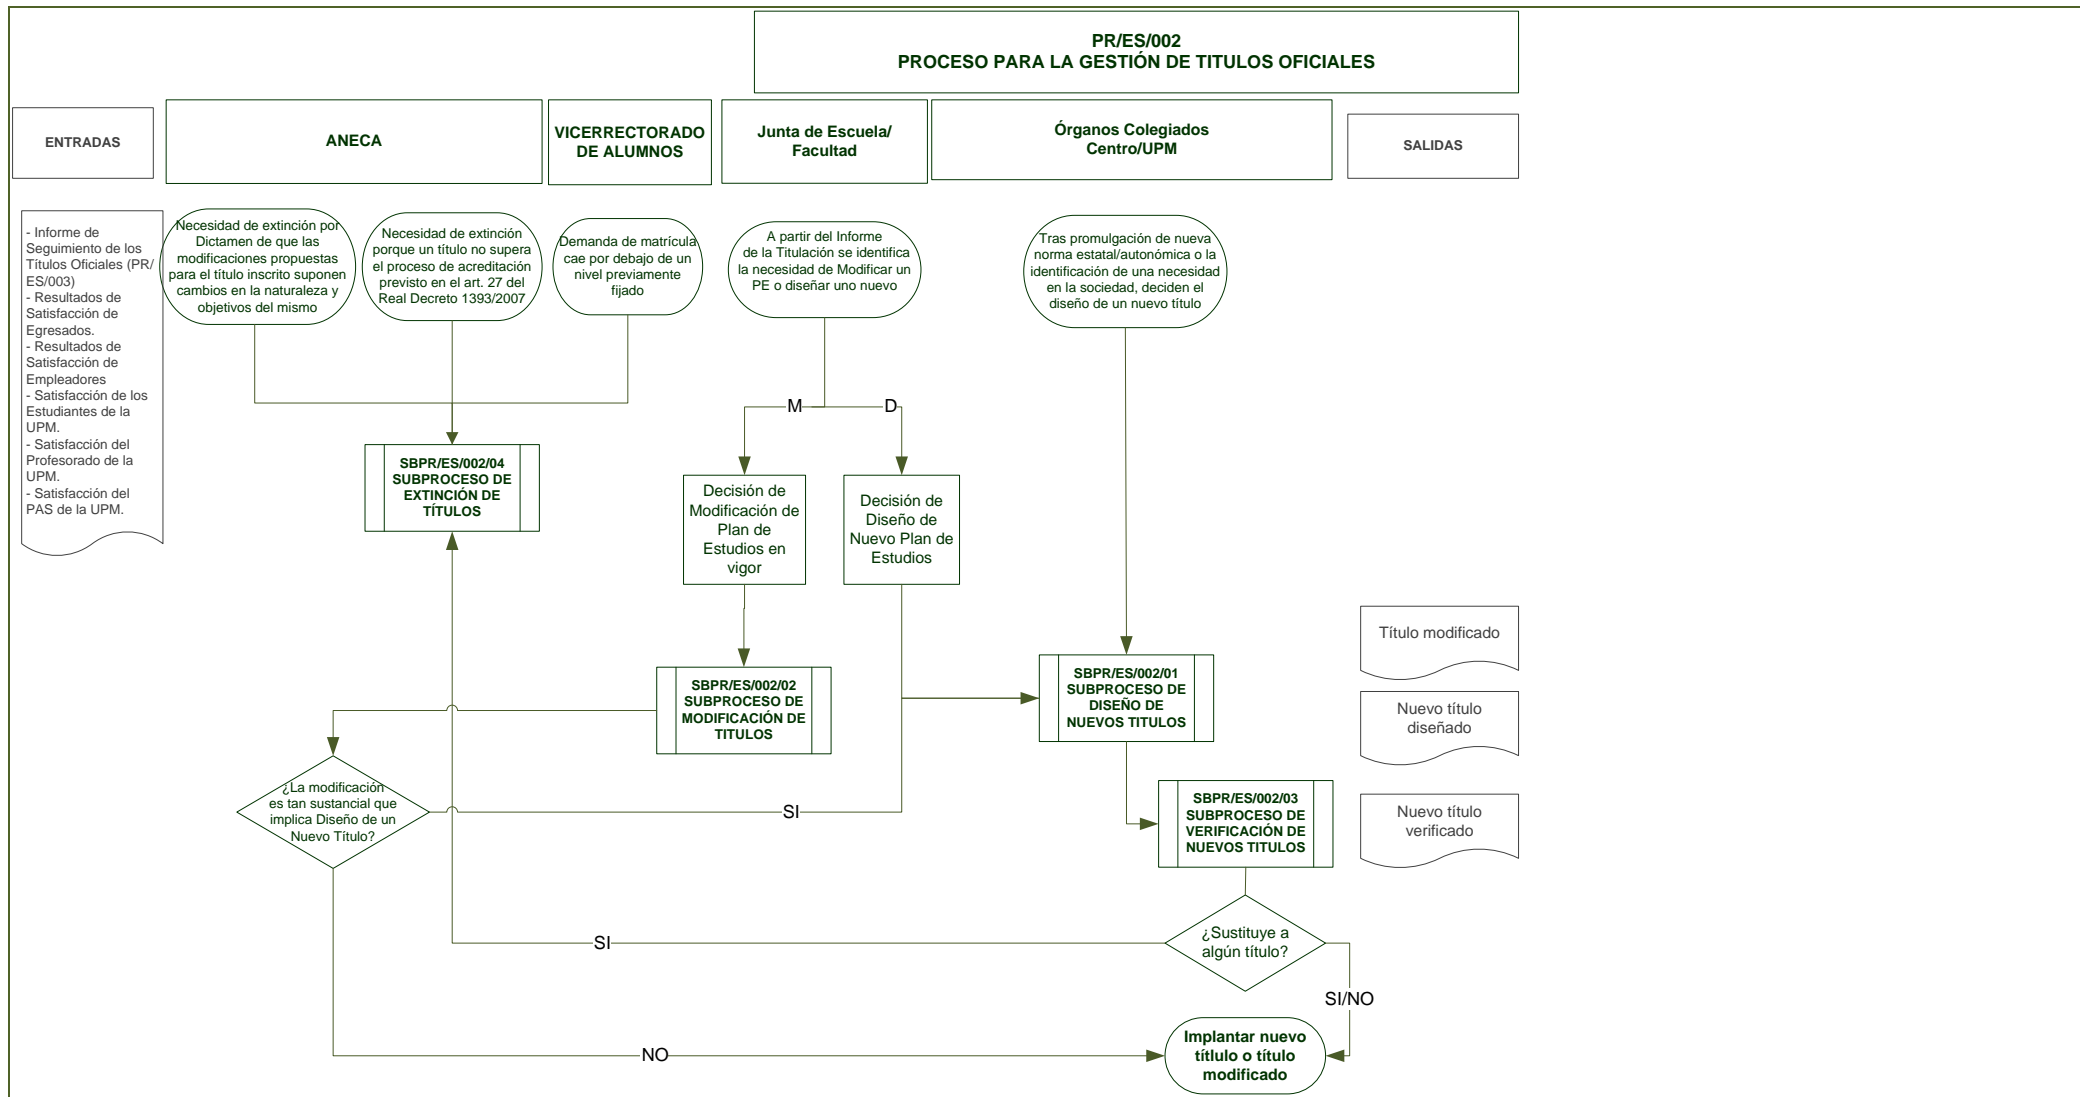 PR/ES/002
PROCESO PARA LA GESTIÓN DE TITULOS OFICIALES
ENTRADAS
ANECA
VICERRECTORADO
DE ALUMNOS
Junta de Escuela/
Facultad
Órganos Colegiados
Centro/UPM
SALIDAS
- Informe de
Seguimiento de los
Títulos Oficiales (PR/
ES/003)
- Resultados de
Satisfacción de
Egresados.
- Resultados de
Satisfacción de
Empleadores
- Satisfacción de los
Estudiantes de la
UPM.
- Satisfacción del
Profesorado de la
UPM.
- Satisfacción del
PAS de la UPM.
Necesidad de extinción por
Dictamen de que las
modificaciones propuestas
para el título inscrito suponen
cambios en la naturaleza y
objetivos del mismo
Necesidad de extinción
porque un título no supera
el proceso de acreditación
previsto en el art. 27 del
Real Decreto 1393/2007
Demanda de matrícula
cae por debajo de un
nivel previamente
fijado
A partir del Informe
de la Titulación se identifica
la necesidad de Modificar un
PE o diseñar uno nuevo
Tras promulgación de nueva
norma estatal/autonómica o la
identificación de una necesidad
en la sociedad, deciden el
diseño de un nuevo título
M
D
SBPR/ES/002/04
SUBPROCESO DE
EXTINCIÓN DE
TÍTULOS
Decisión de
Modificación de
Plan de
Estudios en
vigor
Decisión de
Diseño de
Nuevo Plan de
Estudios
SBPR/ES/002/02
SUBPROCESO DE
MODIFICACIÓN DE
TITULOS
SBPR/ES/002/01
SUBPROCESO DE
DISEÑO DE
NUEVOS TITULOS
Título modificado
Nuevo título
diseñado
Nuevo título
verificado
¿La modificación
es tan sustancial que
implica Diseño de un
Nuevo Título?
SI
SBPR/ES/002/03
SUBPROCESO DE
VERIFICACIÓN DE
NUEVOS TITULOS
¿Sustituye a
algún título?
SI
SI/NO
NO
Implantar nuevo
títlulo o título
modificado